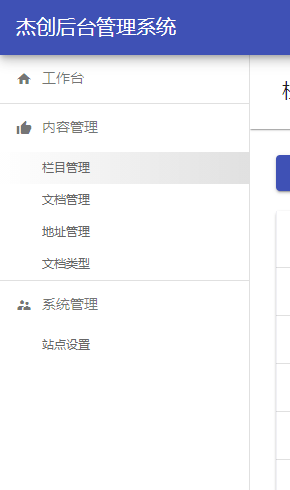 杰创后台管理系统
工作台
内容管理
栏目管理
文档管理
地址管理
文档类型
系统管理
站点设置